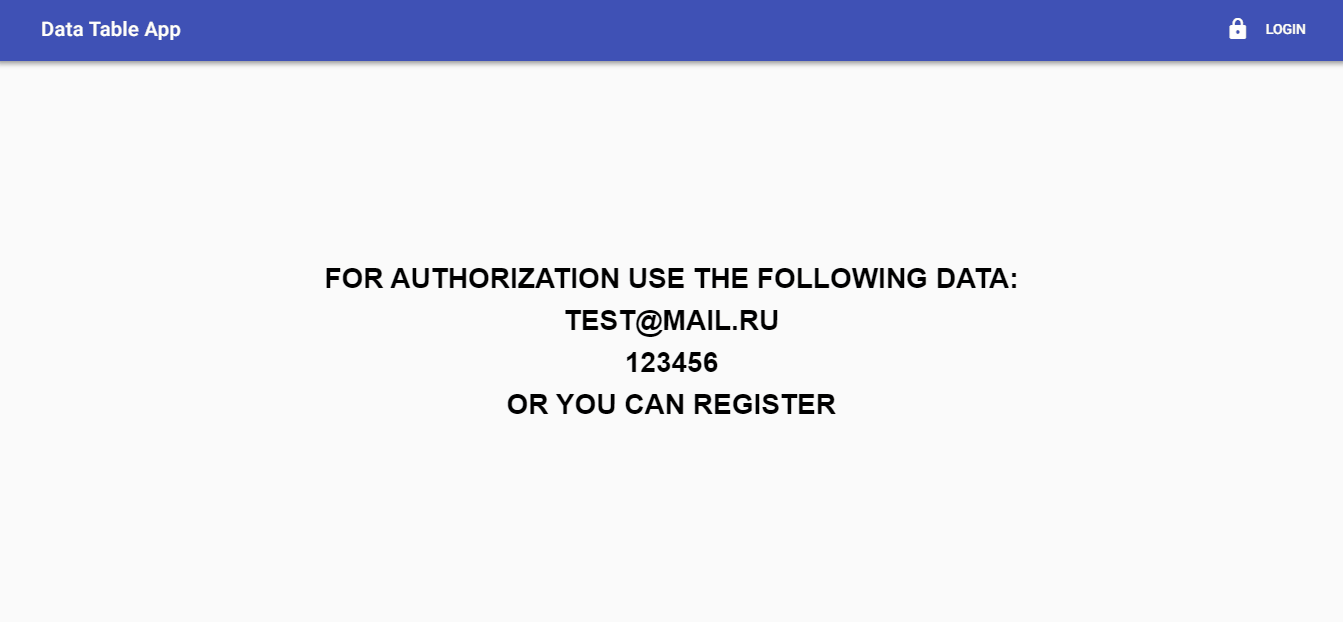 Data Table App
LOGIN
FOR AUTHORIZATION USE THE FOLLOWING DATA:
TEST@MAIL.RU
123456
OR YOU CAN REGISTER